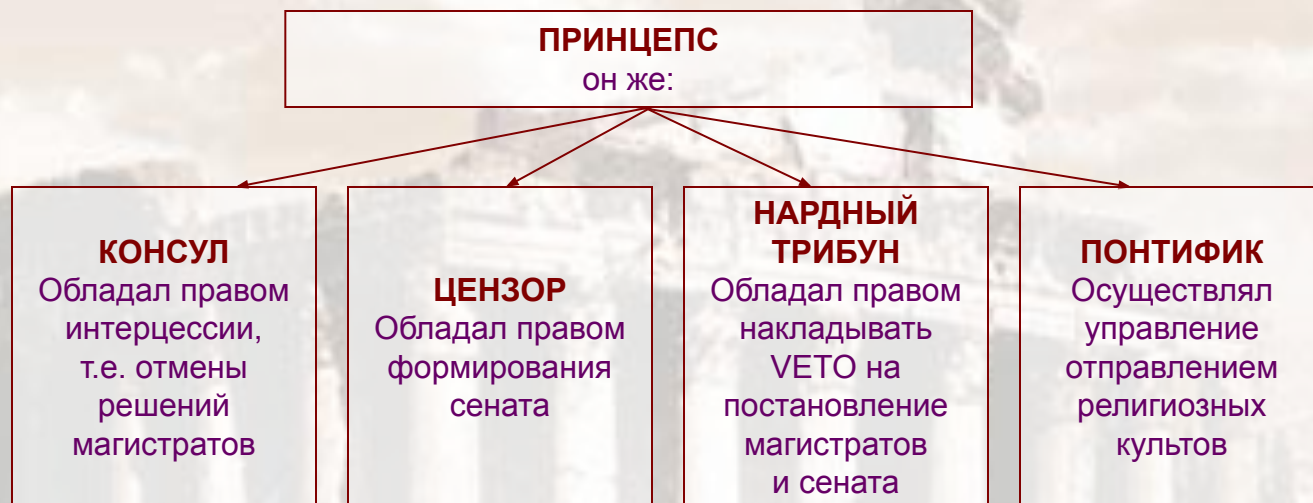 ПРИНЦЕПС
он же:
КОНСУЛ
Обладал правом
интерцессии,
т.е. отмены
решений
магистратов
ЦЕНЗОР
Обладал правом
формирования
сената
НАРДНЫЙ
ТРИБУН
Обладал правом
накладывать
VETO на
постановление
магистратов
и сената
ПОНТИФИК
Осуществлял
управление
отправлением
религиозных
культов